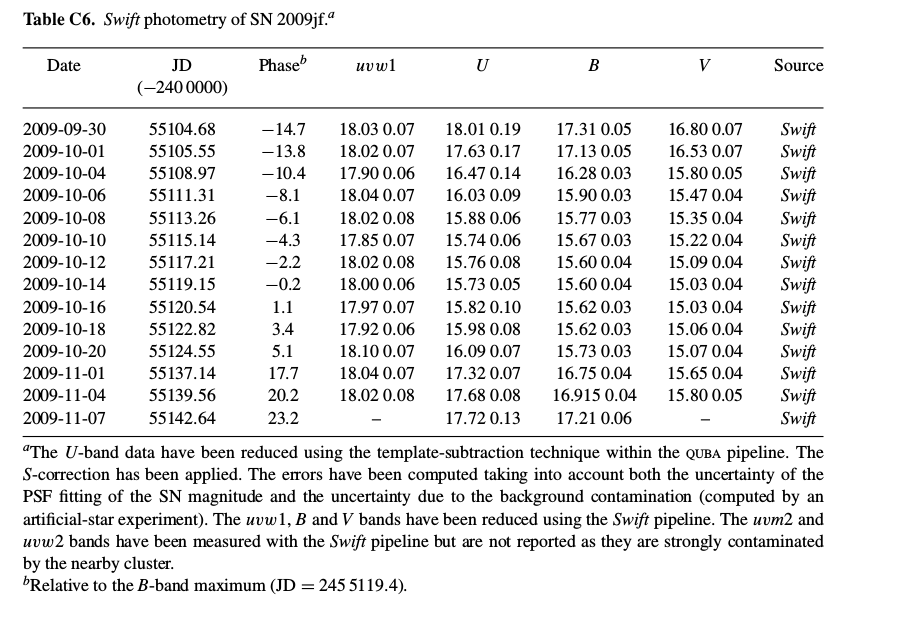 Table C6. Swift photometry of SN 2009jf.a
Date JD Phaseb uvw1 U B V Source
(−240 0000)
2009-09-30 55104.68 −14.7 18.03 0.07 18.01 0.19 17.31 0.05 16.80 0.07 Swift
2009-10-01 55105.55 −13.8 18.02 0.07 17.63 0.17 17.13 0.05 16.53 0.07 Swift
2009-10-04 55108.97 −10.4 17.90 0.06 16.47 0.14 16.28 0.03 15.80 0.05 Swift
2009-10-06 55111.31 −8.1 18.04 0.07 16.03 0.09 15.90 0.03 15.47 0.04 Swift
2009-10-08 55113.26 −6.1 18.02 0.08 15.88 0.06 15.77 0.03 15.35 0.04 Swift
2009-10-10 55115.14 −4.3 17.85 0.07 15.74 0.06 15.67 0.03 15.22 0.04 Swift
2009-10-12 55117.21 −2.2 18.02 0.08 15.76 0.08 15.60 0.04 15.09 0.04 Swift
2009-10-14 55119.15 −0.2 18.00 0.06 15.73 0.05 15.60 0.04 15.03 0.04 Swift
2009-10-16 55120.54 1.1 17.97 0.07 15.82 0.10 15.62 0.03 15.03 0.04 Swift
2009-10-18 55122.82 3.4 17.92 0.06 15.98 0.08 15.62 0.03 15.06 0.04 Swift
2009-10-20 55124.55 5.1 18.10 0.07 16.09 0.07 15.73 0.03 15.07 0.04 Swift
2009-11-01 55137.14 17.7 18.04 0.07 17.32 0.07 16.75 0.04 15.65 0.04 Swift
2009-11-04 55139.56 20.2 18.02 0.08 17.68 0.08 16.915 0.04 15.80 0.05 Swift
2009-11-07 55142.64 23.2 – 17.72 0.13 17.21 0.06 – Swift
aThe U-band data have been reduced using the template-subtraction technique within the QUBA pipeline. The
S-correction has been applied. The errors have been computed taking into account both the uncertainty of the
PSF fitting of the SN magnitude and the uncertainty due to the background contamination (computed by an
artificial-star experiment). The uvw1, B and V bands have been reduced using the Swift pipeline. The uvm2 and
uvw2 bands have been measured with the Swift pipeline but are not reported as they are strongly contaminated
by the nearby cluster.
bRelative to the B-band maximum (JD = 245 5119.4).